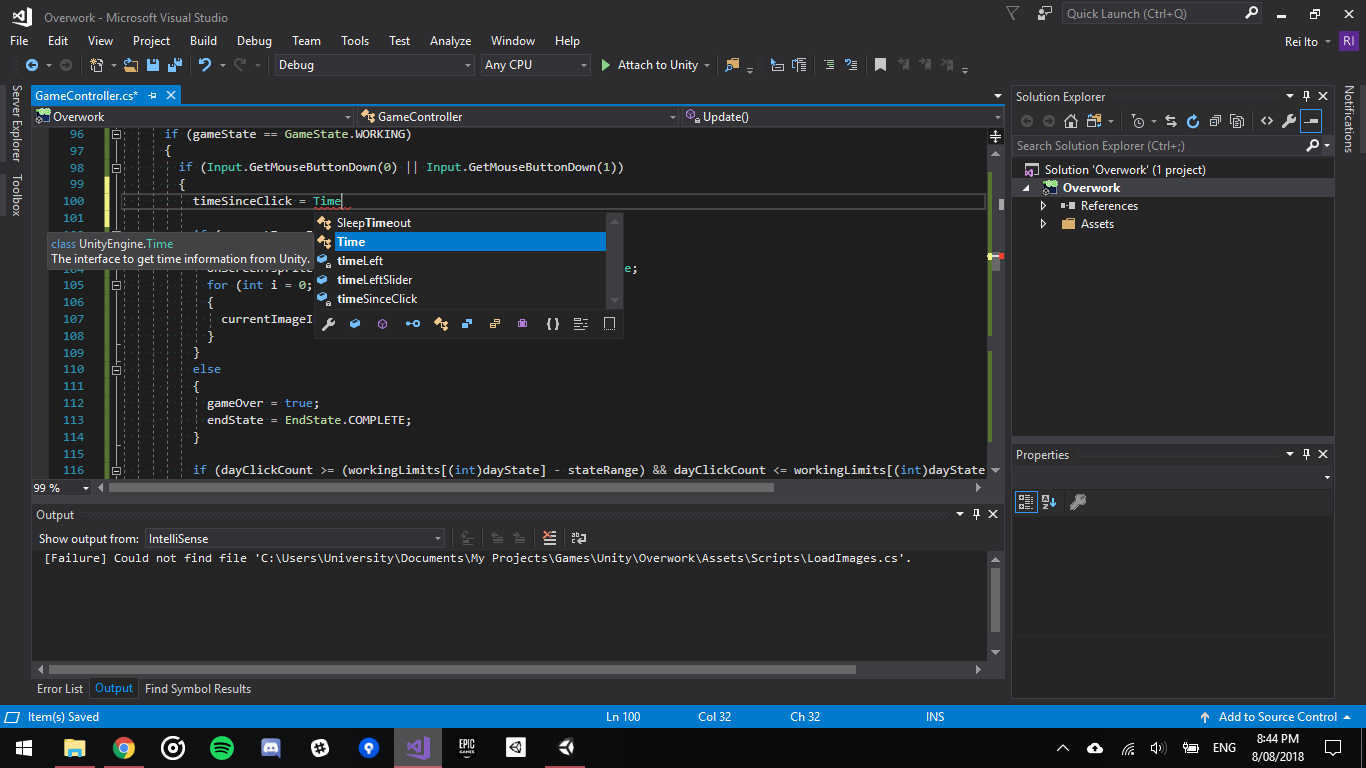 Overwork - Microsoft Visual Studio
Quick Launch (Ctrl+Q)
File Edit View Project Build Debug Team Tools Test Analyze Window Help
Rei Ito RI
Debug Any CPU Attach to Unity
Server Explorer
Toolbox
GameController.cs*
Overwork GameController Update()
96 if (gameState == GameState.WORKING)
97 {
98 if (Input.GetMouseButtonDown(0) || Input.GetMouseButtonDown(1))
99 {
100 timeSinceClick = Time
101
SleepTimeout
Time
timeLeft
timeLeftSlider
timeSinceClick
class UnityEngine.Time
The interface to get time information from Unity.
e;
105 for (int i = 0;
106 {
107 currentImageI
108 }
109 }
110 else
111 {
112 gameOver = true;
113 endState = EndState.COMPLETE;
114 }
115
116 if (dayClickCount >= (workingLimits[(int)dayState] - stateRange) && dayClickCount <= workingLimits[(int)dayState
99 %
Output
Show output from: IntelliSense
[Failure] Could not find file 'C:\Users\University\Documents\My Projects\Games\Unity\Overwork\Assets\Scripts\LoadImages.cs'.
Error List Output Find Symbol Results
Solution Explorer
Search Solution Explorer (Ctrl+;)
Solution 'Overwork' (1 project)
Overwork
References
Assets
Properties
Notifications
Item(s) Saved Ln 100 Col 32 Ch 32 INS Add to Source Control
EPIC GAMES
ENG
8:44 PM
8/08/2018